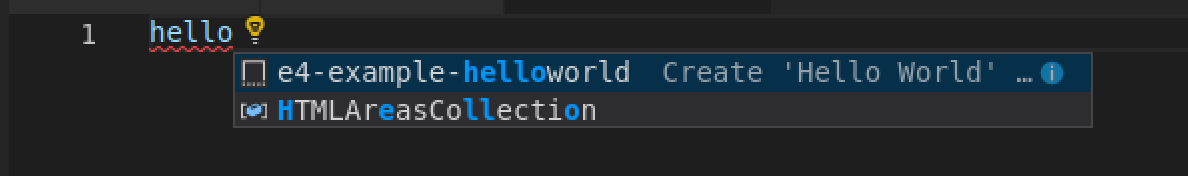 1 hello
e4-example-helloworld Create 'Hello World' …
HTMLAreasCollection